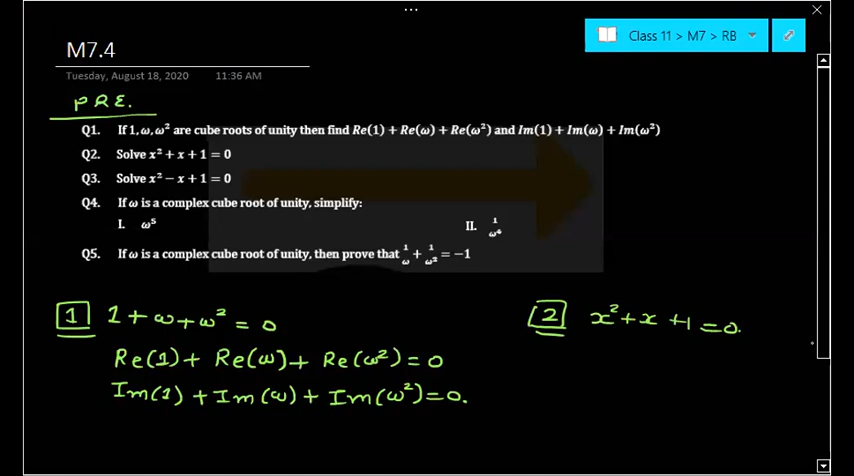 M7.4
Class 11 > M7 > RB
Tuesday, August 18, 2020 11:36 AM
PRE.
Q1. If 1, ω, ω² are cube roots of unity then find Re(1) + Re(ω) + Re(ω²) and Im(1) + Im(ω) + Im(ω²)
Q2. Solve x² + x + 1 = 0
Q3. Solve x² − x + 1 = 0
Q4. If ω is a complex cube root of unity, simplify:
I. ω⁵ II. 1/ω⁴
Q5. If ω is a complex cube root of unity, then prove that 1/ω + 1/ω² = −1
1 1 + ω + ω² = 0
Re(1) + Re(ω) + Re(ω²) = 0
Im(1) + Im(ω) + Im(ω²) = 0.
2 x² + x + 1 = 0.